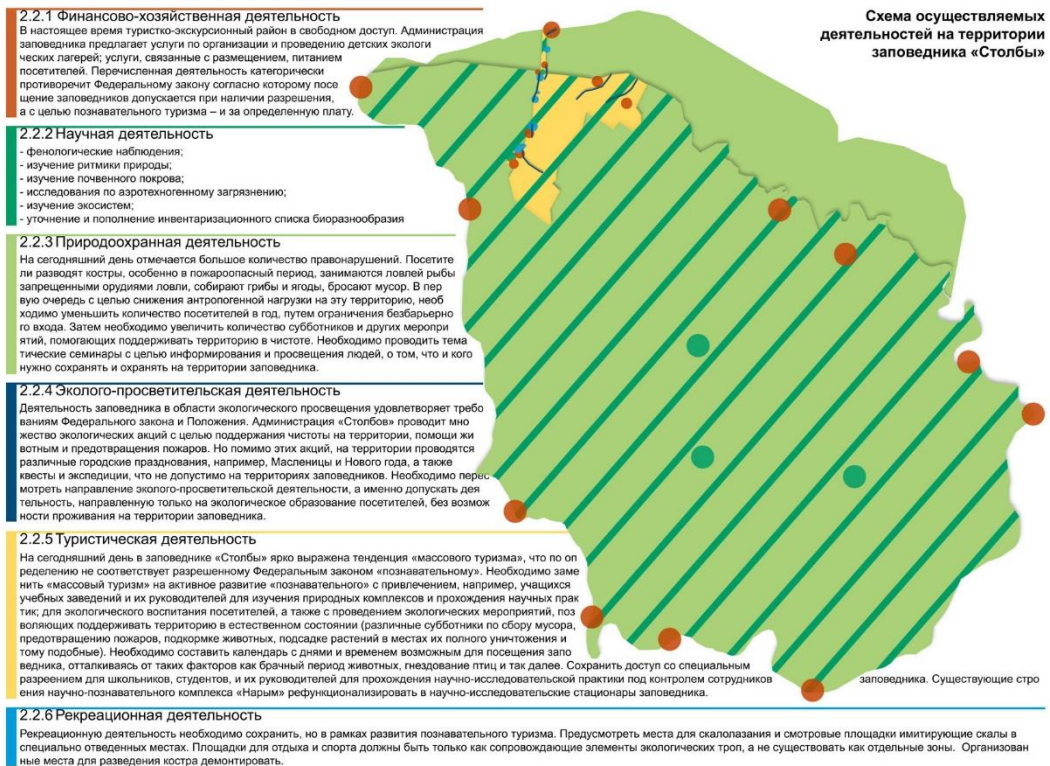 Схема осуществляемых
деятельностей на территории
заповедника «Столбы»
2.2.1 Финансово-хозяйственная деятельность
В настоящее время туристко-экскурсионный район в свободном доступ. Администрация
заповедника предлагает услуги по организации и проведению детских экологи
ческих лагерей; услуги, связанные с размещением, питанием
посетителей. Перечисленная деятельность категорически
противоречит Федеральному закону согласно которому посе
щение заповедников допускается при наличии разрешения,
а с целью познавательного туризма – и за определенную плату.
2.2.2 Научная деятельность
- фенологические наблюдения;
- изучение ритмики природы;
- изучение почвенного покрова;
- исследования по аэротехногенному загрязнению;
- изучение экосистем;
- уточнение и пополнение инвентаризационного списка биоразнообразия
2.2.3 Природоохранная деятельность
На сегодняшний день отмечается большое количество правонарушений. Посетите
ли разводят костры, особенно в пожароопасный период, занимаются ловлей рыбы
запрещенными орудиями ловли, собирают грибы и ягоды, бросают мусор. В пер
вую очередь с целью снижения антропогенной нагрузки на эту территорию, необ
ходимо уменьшить количество посетителей в год, путем ограничения безбарьерно
го входа. Затем необходимо увеличить количество субботников и других меропри
ятий, помогающих поддерживать территорию в чистоте. Необходимо проводить тема
тические семинары с целью информирования и просвещения людей, о том, что и кого
нужно сохранять и охранять на территории заповедника.
2.2.4 Эколого-просветительская деятельность
Деятельность заповедника в области экологического просвещения удовлетворяет требо
ваниям Федерального закона и Положения. Администрация «Столбов» проводит мно
жество экологических акций с целью поддержания чистоты на территории, помощи жи
вотным и предотвращения пожаров. Но помимо этих акций, на территории проводятся
различные городские празднования, например, Масленицы и Нового года, а также
квесты и экспедиции, что не допустимо на территориях заповедников. Необходимо перес
мотреть направление эколого-просветительской деятельности, а именно допускать дея
тельность, направленную только на экологическое образование посетителей, без возмож
ности проживания на территории заповедника.
2.2.5 Туристическая деятельность
На сегодняшний день в заповеднике «Столбы» ярко выражена тенденция «массового туризма», что по оп
ределению не соответствует разрешенному Федеральным законом «познавательному». Необходимо заме
нить «массовый туризм» на активное развитие «познавательного» с привлечением, например, учащихся
учебных заведений и их руководителей для изучения природных комплексов и прохождения научных прак
тик; для экологического воспитания посетителей, а также с проведением экологических мероприятий, поз
воляющих поддерживать территорию в естественном состоянии (различные субботники по сбору мусора,
предотвращению пожаров, подкормке животных, подсадке растений в местах их полного уничтожения и
тому подобные). Необходимо составить календарь с днями и временем возможным для посещения запо
ведника, отталкиваясь от таких факторов как брачный период животных, гнездование птиц и так далее. Сохранить доступ со специальным
разреением для школьников, студентов, и их руководителей для прохождения научно-исследовательской практики под контролем сотрудников заповедника. Существующие стро
ения научно-познавательного комплекса «Нарым» рефункционализировать в научно-исследовательские стационары заповедника.
2.2.6 Рекреационная деятельность
Рекреационную деятельность необходимо сохранить, но в рамках развития познавательного туризма. Предусмотреть места для скалолазания и смотровые площадки имитирующие скалы в
специально отведенных местах. Площадки для отдыха и спорта должны быть только как сопровождающие элементы экологических троп, а не существовать как отдельные зоны. Организован
ные места для разведения костра демонтировать.